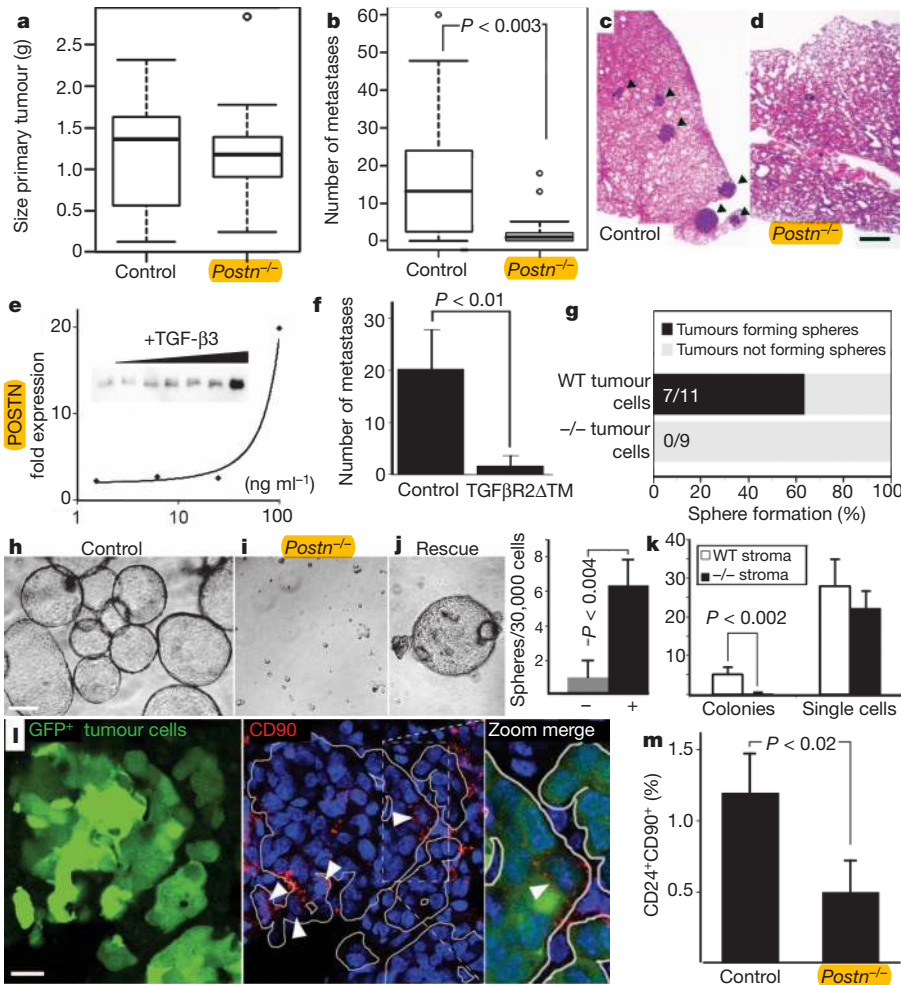 a
Size primary tumour (g)
2.5
2.0
1.5
1.0
0.5
0
Control
Postn–/–
b
Number of metastases
60
50
40
30
20
10
0
P < 0.003
Control
Postn–/–
c
Control
d
Postn–/–
e
POSTN
fold expression
20
10
0
+TGF-β3
(ng ml–1)
1
10
100
f
Number of metastases
30
20
10
0
P < 0.01
Control
TGFβR2ΔTM
g
Tumours forming spheres
Tumours not forming spheres
WT tumour
cells
7/11
–/– tumour
cells
0/9
0
20
40
60
80
100
Sphere formation (%)
h
Control
i
Postn–/–
j
Rescue
Spheres/30,000 cells
8
6
4
2
P < 0.004
–
+
k
40
30
20
10
0
WT stroma
–/– stroma
P < 0.002
Colonies
Single cells
l
GFP+ tumour cells
CD90
Zoom merge
m
CD24+CD90+ (%)
1.5
1.0
0.5
P < 0.02
Control
Postn–/–